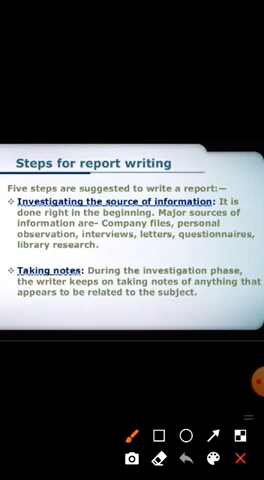 Steps for report writing
Five steps are suggested to write a report:—
❖ Investigating the source of information: It is
done right in the beginning. Major sources of
information are- Company files, personal
observation, interviews, letters, questionnaires,
library research.
❖ Taking notes: During the investigation phase,
the writer keeps on taking notes of anything that
appears to be related to the subject.